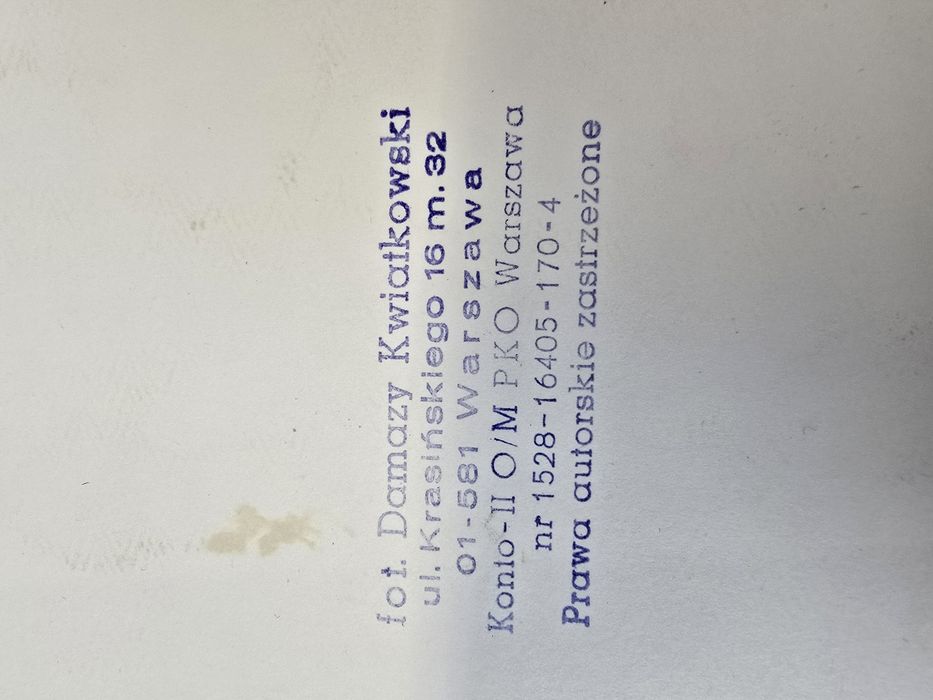 fot. Damazy Kwiatkowski
ul. Krasińskiego 16 m. 32
01-581 Warszawa
Konto-II O/M PKO Warszawa
nr 1528-16405-170-4
Prawa autorskie zastrzeżone